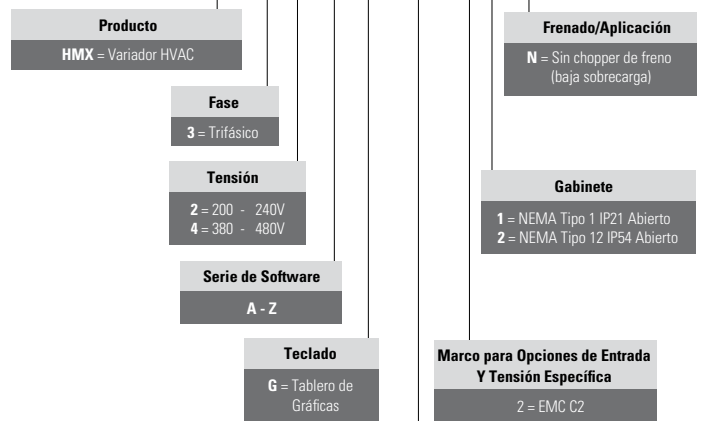 Producto
HMX = Variador HVAC
Frenado/Aplicación
N = Sin chopper de freno
(baja sobrecarga)
Fase
3 = Trifásico
Tensión
2 = 200 - 240V
4 = 380 - 480V
Gabinete
1 = NEMA Tipo 1 IP21 Abierto
2 = NEMA Tipo 12 IP54 Abierto
Serie de Software
A - Z
Teclado
G = Tablero de
Gráficas
Marco para Opciones de Entrada
Y Tensión Específica
2 = EMC C2